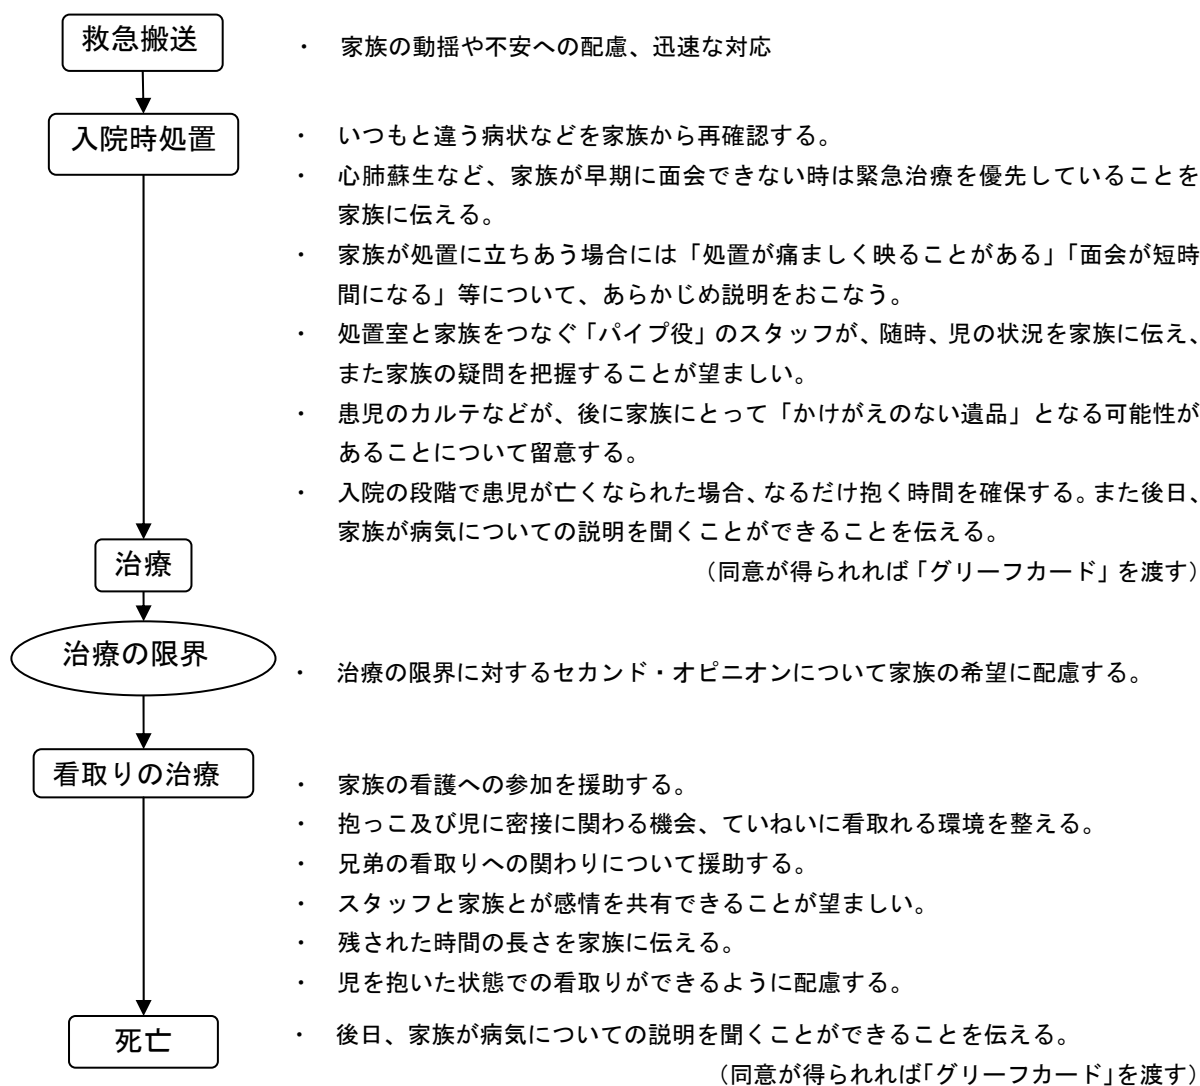 救急搬送
・ 家族の動揺や不安への配慮、迅速な対応
入院時処置
・ いつもと違う病状などを家族から再確認する。
・ 心肺蘇生など、家族が早期に面会できない時は緊急治療を優先していることを
家族に伝える。
・ 家族が処置に立ちあう場合には「処置が痛ましく映ることがある」「面会が短時
間になる」等について、あらかじめ説明をおこなう。
・ 処置室と家族をつなぐ「パイプ役」のスタッフが、随時、児の状況を家族に伝え、
また家族の疑問を把握することが望ましい。
・ 患児のカルテなどが、後に家族にとって「かけがえのない遺品」となる可能性が
あることについて留意する。
・ 入院の段階で患児が亡くなられた場合、なるだけ抱く時間を確保する。また後日、
家族が病気についての説明を聞くことができることを伝える。
（同意が得られれば「グリーフカード」を渡す）
治療
治療の限界
・ 治療の限界に対するセカンド・オピニオンについて家族の希望に配慮する。
看取りの治療
・ 家族の看護への参加を援助する。
・ 抱っこ及び児に密接に関わる機会、ていねいに看取れる環境を整える。
・ 兄弟の看取りへの関わりについて援助する。
・ スタッフと家族とが感情を共有できることが望ましい。
・ 残された時間の長さを家族に伝える。
・ 児を抱いた状態での看取りができるように配慮する。
死亡
・ 後日、家族が病気についての説明を聞くことができることを伝える。
（同意が得られれば「グリーフカード」を渡す）